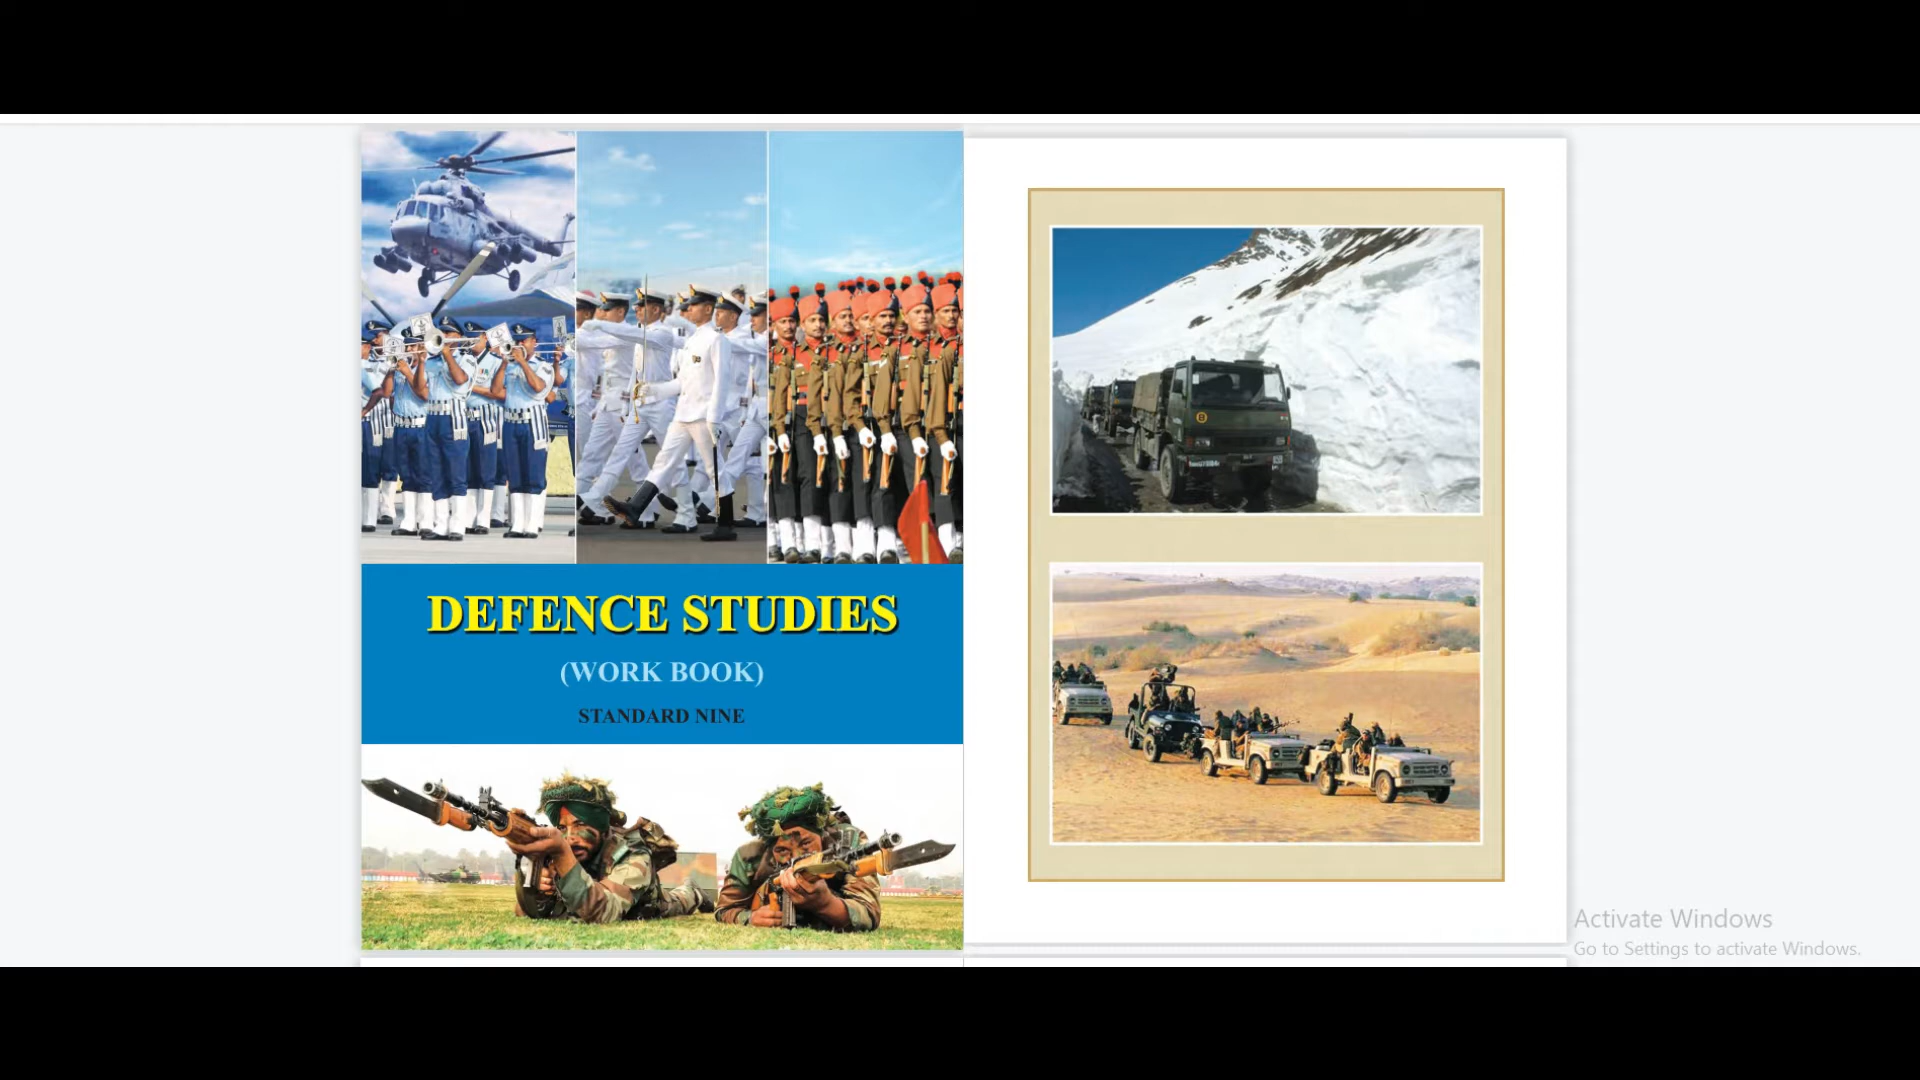 DEFENCE STUDIES
(WORK BOOK)
STANDARD NINE
Activate Windows
Go to Settings to activate Windows.